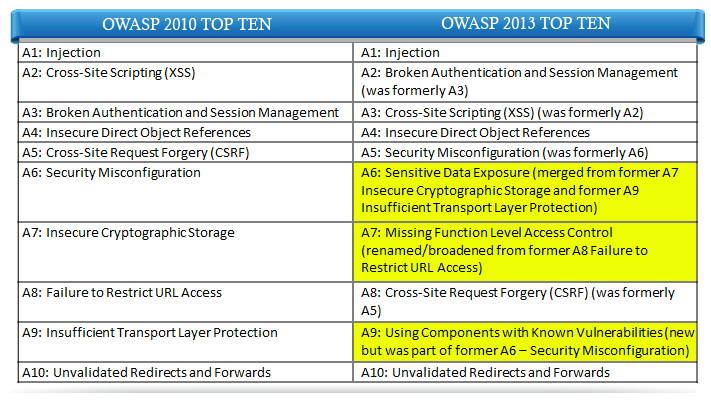 OWASP 2010 TOP TEN
OWASP 2013 TOP TEN
A1: Injection
A1: Injection
A2: Cross-Site Scripting (XSS)
A2: Broken Authentication and Session Management
(was formerly A3)
A3: Broken Authentication and Session Management
A3: Cross-Site Scripting (XSS) (was formerly A2)
A4: Insecure Direct Object References
A4: Insecure Direct Object References
A5: Cross-Site Request Forgery (CSRF)
A5: Security Misconfiguration (was formerly A6)
A6: Security Misconfiguration
A6: Sensitive Data Exposure (merged from former A7
Insecure Cryptographic Storage and former A9
Insufficient Transport Layer Protection)
A7: Insecure Cryptographic Storage
A7: Missing Function Level Access Control
(renamed/broadened from former A8 Failure to
Restrict URL Access)
A8: Failure to Restrict URL Access
A8: Cross-Site Request Forgery (CSRF) (was formerly
A5)
A9: Insufficient Transport Layer Protection
A9: Using Components with Known Vulnerabilities (new
but was part of former A6 – Security Misconfiguration)
A10: Unvalidated Redirects and Forwards
A10: Unvalidated Redirects and Forwards